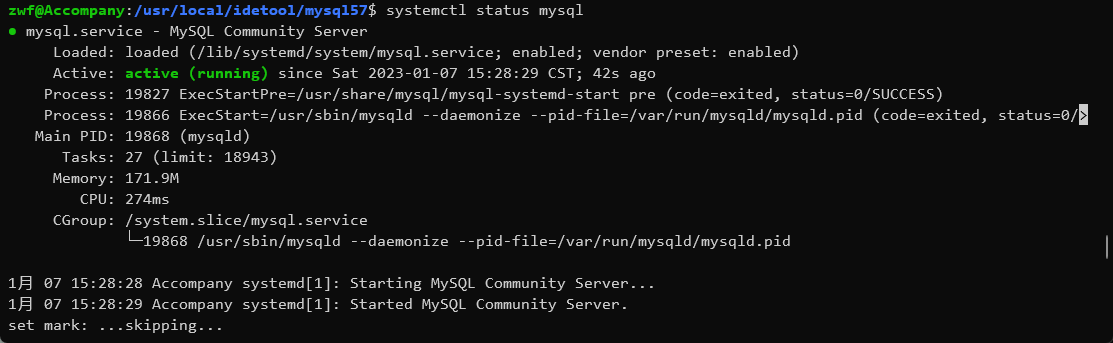 zwf@Accompany:/usr/local/idetool/mysql57$ systemctl status mysql
● mysql.service - MySQL Community Server
     Loaded: loaded (/lib/systemd/system/mysql.service; enabled; vendor preset: enabled)
     Active: active (running) since Sat 2023-01-07 15:28:29 CST; 42s ago
    Process: 19827 ExecStartPre=/usr/share/mysql/mysql-systemd-start pre (code=exited, status=0/SUCCESS)
    Process: 19866 ExecStart=/usr/sbin/mysqld --daemonize --pid-file=/var/run/mysqld/mysqld.pid (code=exited, status=0/>
   Main PID: 19868 (mysqld)
      Tasks: 27 (limit: 18943)
     Memory: 171.9M
        CPU: 274ms
     CGroup: /system.slice/mysql.service
             └─19868 /usr/sbin/mysqld --daemonize --pid-file=/var/run/mysqld/mysqld.pid

1月 07 15:28:28 Accompany systemd[1]: Starting MySQL Community Server...
1月 07 15:28:29 Accompany systemd[1]: Started MySQL Community Server.
set mark: ...skipping...